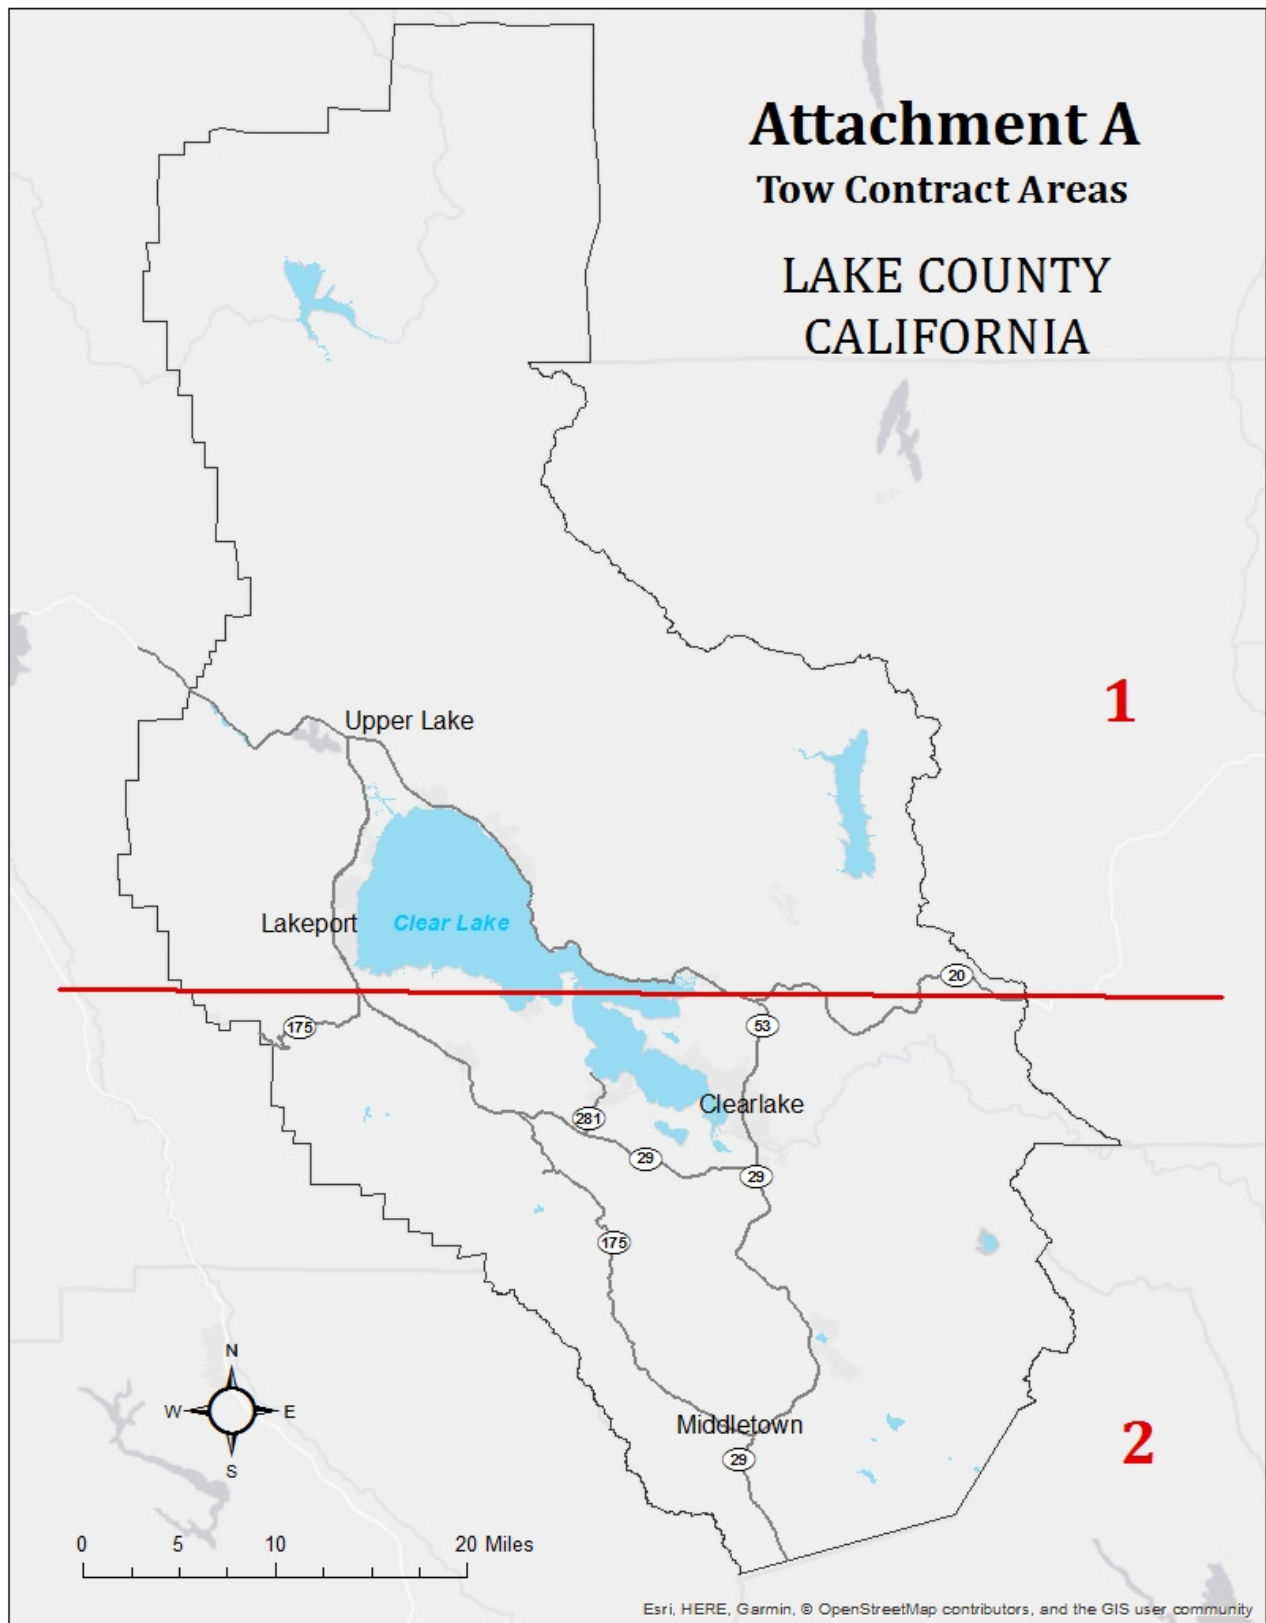 Attachment A
Tow Contract Areas
LAKE COUNTY
CALIFORNIA
1
Upper Lake
Lakeport
Clear Lake
20
175
53
Clearlake
281
29
29
175
N
W
E
S
Middletown
29
2
0 5 10 20 Miles
Esri, HERE, Garmin, © OpenStreetMap contributors, and the GIS user community